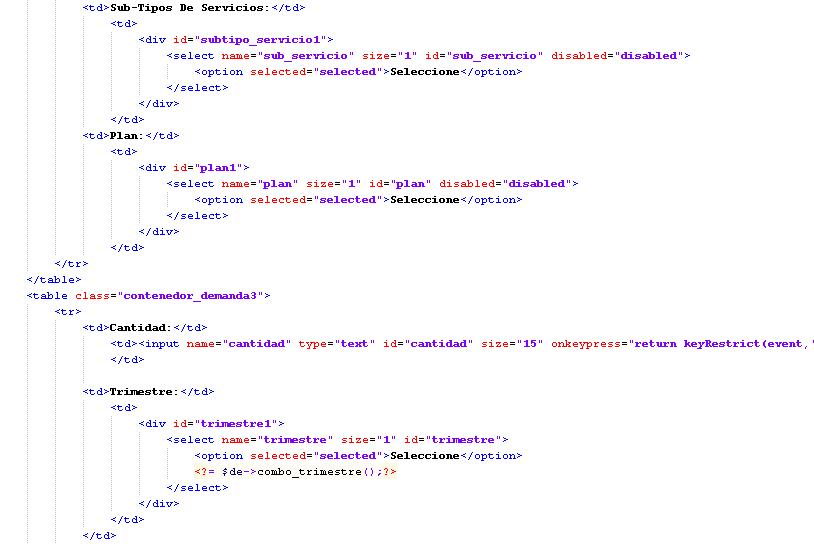 <td>Sub-Tipos De Servicios:</td>
<td>
<div id="subtipo_servicio1">
<select name="sub_servicio" size="1" id="sub_servicio" disabled="disabled">
<option selected="selected">Seleccione</option>
</select>
</div>
</td>
<td>Plan:</td>
<td>
<div id="plan1">
<select name="plan" size="1" id="plan" disabled="disabled">
<option selected="selected">Seleccione</option>
</select>
</div>
</td>
</tr>
</table>
<table class="contenedor_demanda3">
<tr>
<td>Cantidad:</td>
<td><input name="cantidad" type="text" id="cantidad" size="15" onkeypress="return keyRestrict(event,'
</td>
<td>Trimestre:</td>
<td>
<div id="trimestre1">
<select name="trimestre" size="1" id="trimestre">
<option selected="selected">Seleccione</option>
<?= $de->combo_trimestre();?>
</select>
</div>
</td>
</td>